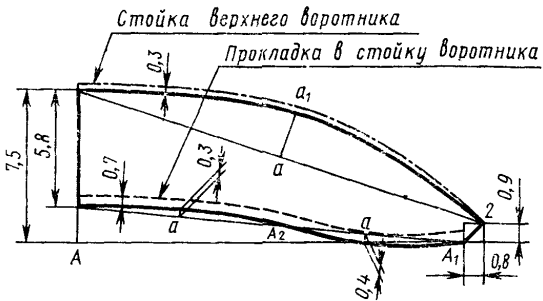 Стойка верхнего воротника
Прокладка в стойку воротника
0,3
a₁
7,5
5,8
0,7
0,3
a
a
a
2
0,9
A
A₂
A₁
0,4
0,8